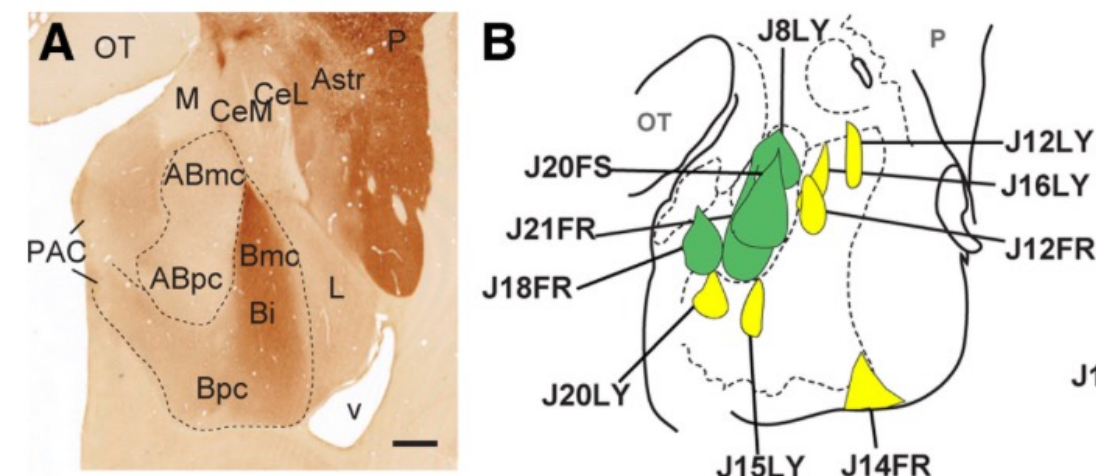 A
OT
P
M
CeM
CeL
Astr
ABmc
PAC
ABpc
Bmc
Bi
L
Bpc
v
B
J8LY
P
OT
J12LY
J20FS
J16LY
J21FR
J12FR
J18FR
J20LY
J15LY
J14FR
J1